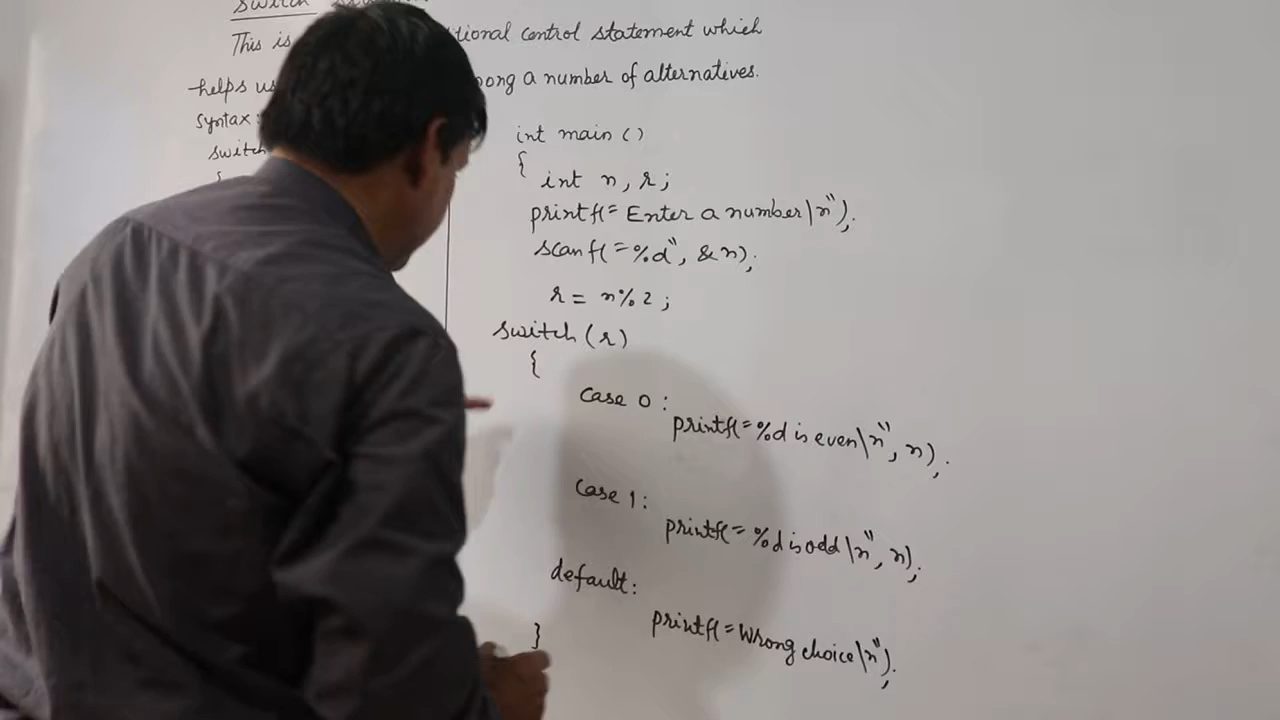 switch
This is tional control statement which
helps us ong a number of alternatives.
syntax:
switch
{
int main ()
{
int n, r;
printf("Enter a number\n");
scanf("%d", &n);
r = n%2;
switch(r)
{
case 0:
printf("%d is even\n", n);
case 1:
printf("%d is odd\n", n);
default:
printf("Wrong choice\n");
}